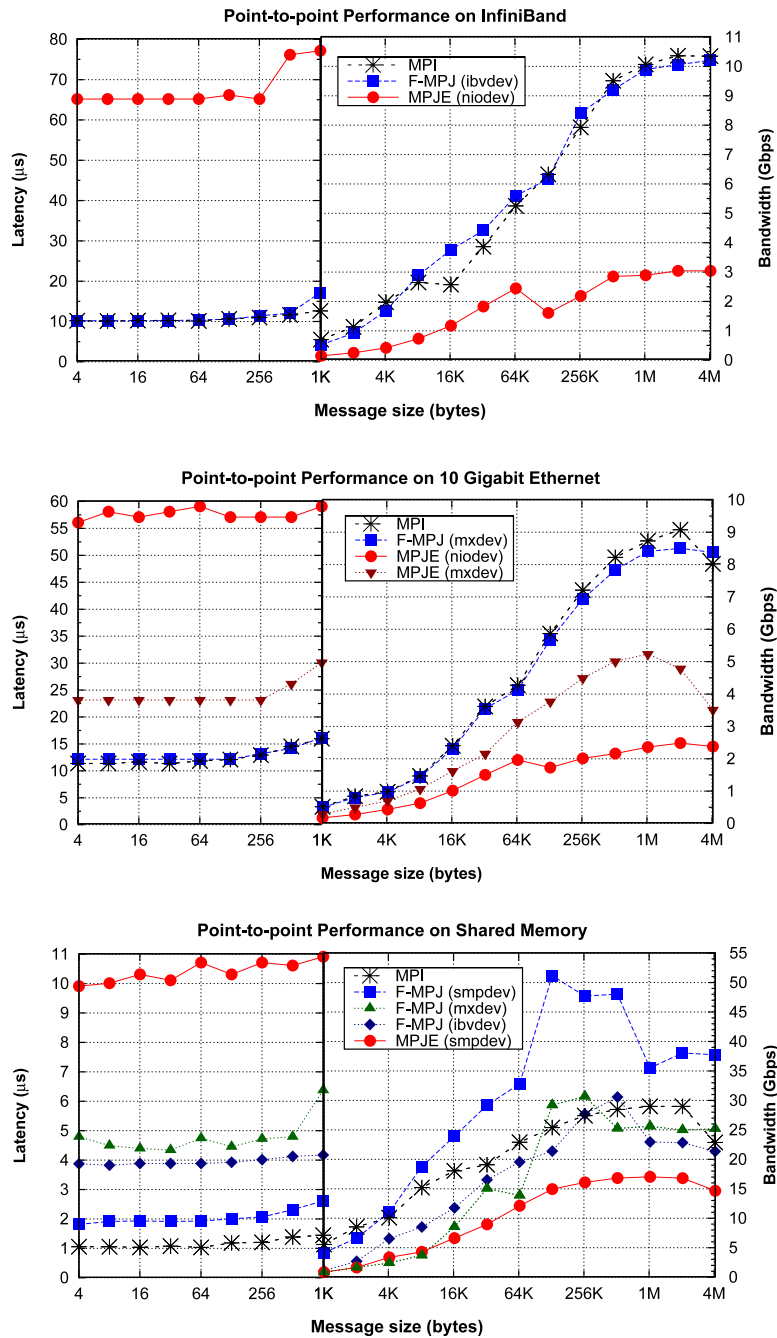 Point-to-point Performance on InfiniBand
80
75
70
65
60
55
50
45
40
35
30
25
20
15
10
5
0
Latency (µs)
4
16
64
256
1K
MPI
F-MPJ (ibvdev)
MPJE (niodev)
4K
16K
64K
256K
1M
4M
11
10
9
8
7
6
5
4
3
2
1
0
Bandwidth (Gbps)
Message size (bytes)
Point-to-point Performance on 10 Gigabit Ethernet
60
55
50
45
40
35
30
25
20
15
10
5
0
Latency (µs)
4
16
64
256
1K
MPI
F-MPJ (mxdev)
MPJE (niodev)
MPJE (mxdev)
4K
16K
64K
256K
1M
4M
10
9
8
7
6
5
4
3
2
1
0
Bandwidth (Gbps)
Message size (bytes)
Point-to-point Performance on Shared Memory
11
10
9
8
7
6
5
4
3
2
1
0
Latency (µs)
4
16
64
256
1K
MPI
F-MPJ (smpdev)
F-MPJ (mxdev)
F-MPJ (ibvdev)
MPJE (smpdev)
4K
16K
64K
256K
1M
4M
55
50
45
40
35
30
25
20
15
10
5
0
Bandwidth (Gbps)
Message size (bytes)